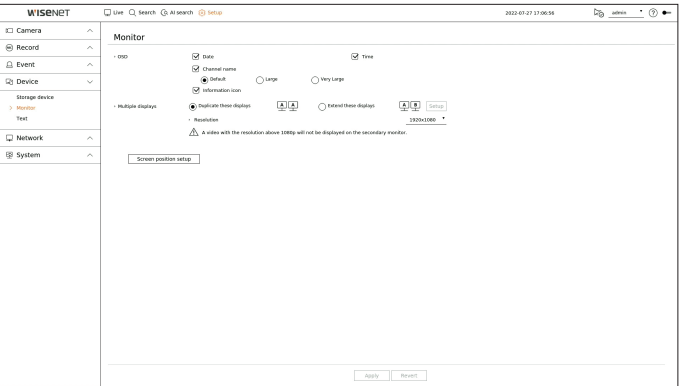 WISENET
Live Search AI search Setup 2022-07-27 17:06:56 admin ?
Camera
Record
Event
Device
Storage device
> Monitor
Text
Network
System
Monitor
OSD Date Time
Channel name
Default Large Very Large
Information icon
Multiple displays Duplicate these displays A A Extend these displays A B Setup
Resolution 1920x1080
A video with the resolution above 1080p will not be displayed on the secondary monitor.
Screen position setup
Apply Revert